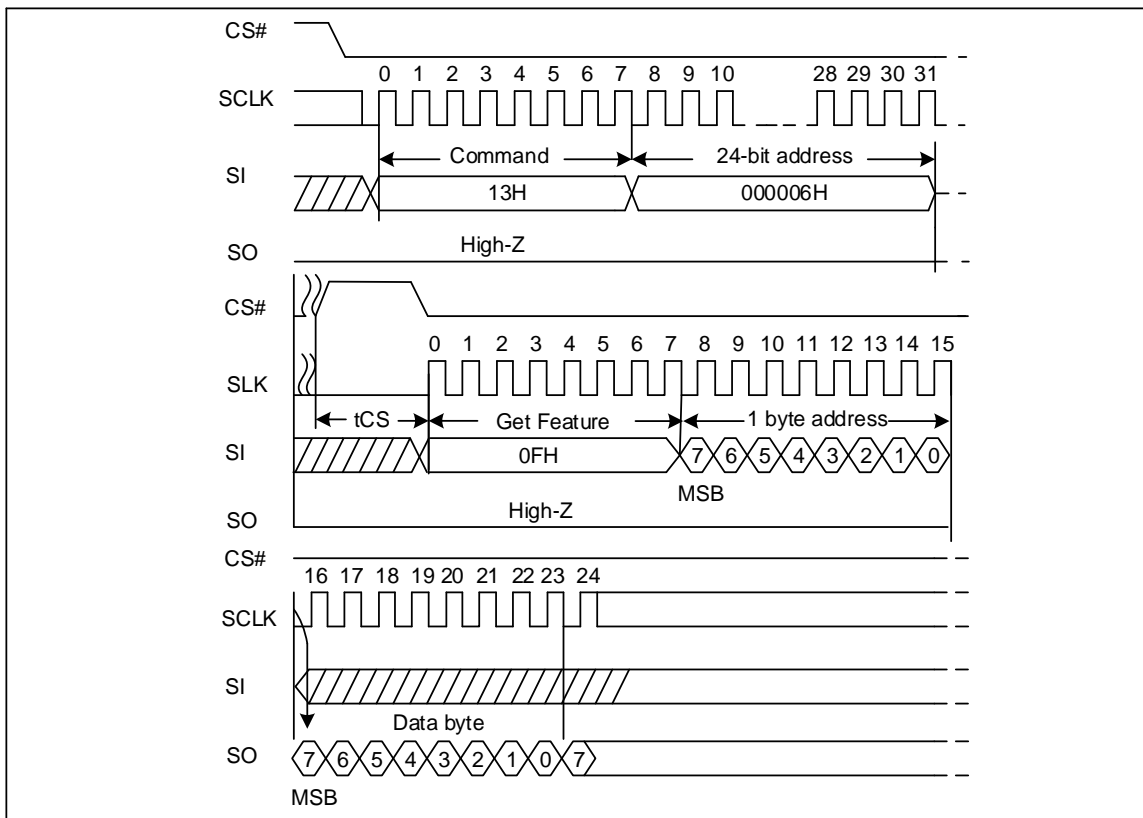 CS#
0 1 2 3 4 5 6 7 8 9 10 28 29 30 31
SCLK
Command 24-bit address
SI
13H 000006H
High-Z
SO
CS#
0 1 2 3 4 5 6 7 8 9 10 11 12 13 14 15
SLK
tCS Get Feature 1 byte address
SI
0FH 7 6 5 4 3 2 1 0
MSB
High-Z
SO
CS#
16 17 18 19 20 21 22 23 24
SCLK
SI
Data byte
SO 7 6 5 4 3 2 1 0 7
MSB